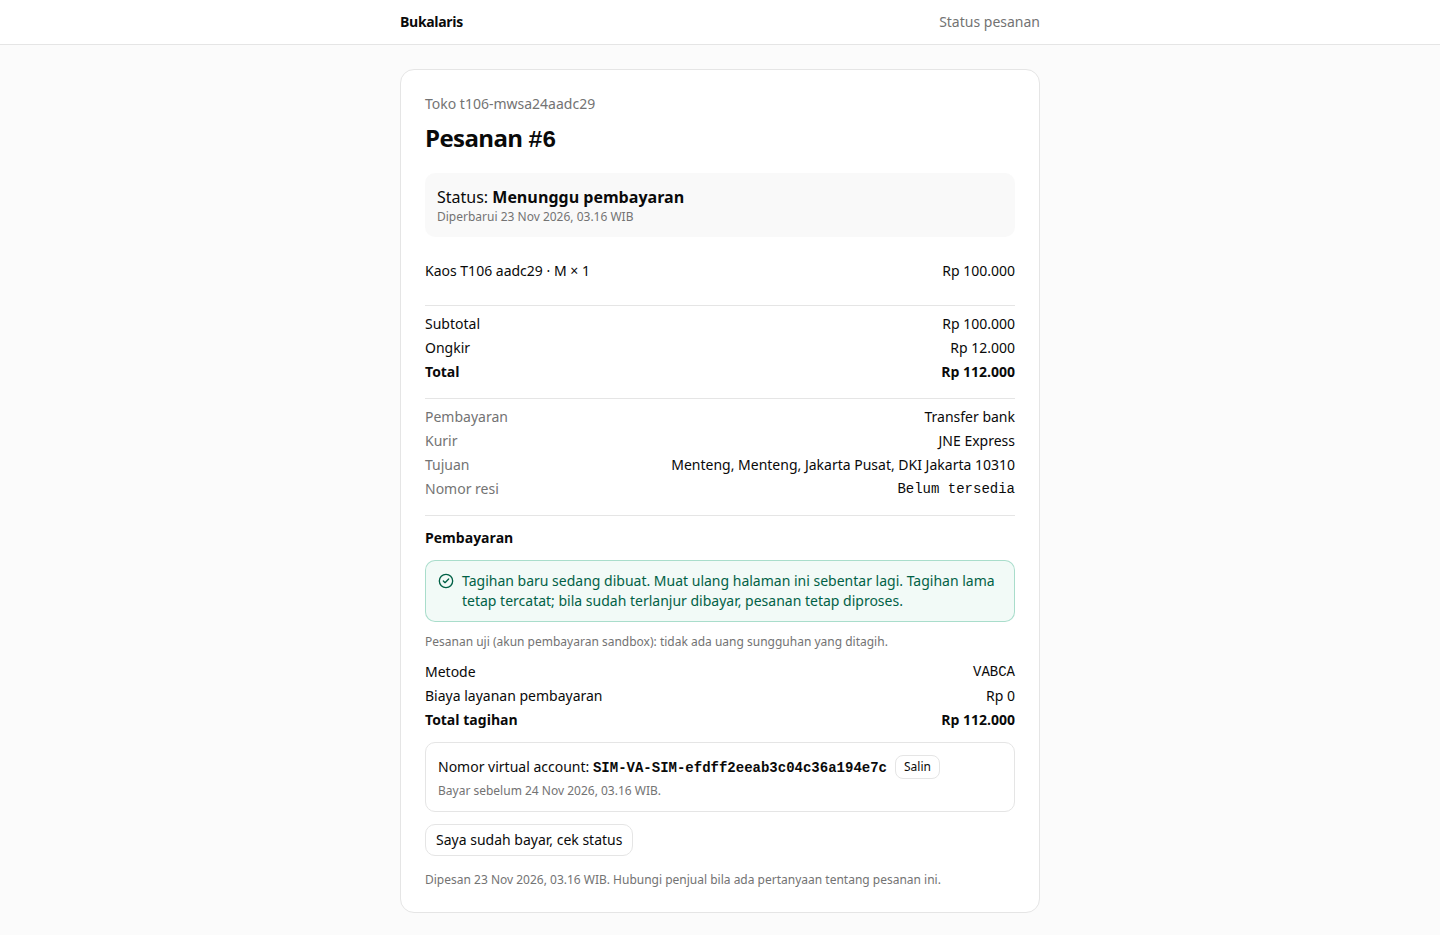 Bukalaris
Status pesanan
Toko t106-mwsa24aadc29
Pesanan #6
Status: Menunggu pembayaran
Diperbarui 23 Nov 2026, 03.16 WIB
Kaos T106 aadc29 · M × 1 Rp 100.000
Subtotal Rp 100.000
Ongkir Rp 12.000
Total Rp 112.000
Pembayaran Transfer bank
Kurir JNE Express
Tujuan Menteng, Menteng, Jakarta Pusat, DKI Jakarta 10310
Nomor resi Belum tersedia
Pembayaran
Tagihan baru sedang dibuat. Muat ulang halaman ini sebentar lagi. Tagihan lama
tetap tercatat; bila sudah terlanjur dibayar, pesanan tetap diproses.
Pesanan uji (akun pembayaran sandbox): tidak ada uang sungguhan yang ditagih.
Metode VABCA
Biaya layanan pembayaran Rp 0
Total tagihan Rp 112.000
Nomor virtual account: SIM-VA-SIM-efdff2eeab3c04c36a194e7c Salin
Bayar sebelum 24 Nov 2026, 03.16 WIB.
Saya sudah bayar, cek status
Dipesan 23 Nov 2026, 03.16 WIB. Hubungi penjual bila ada pertanyaan tentang pesanan ini.